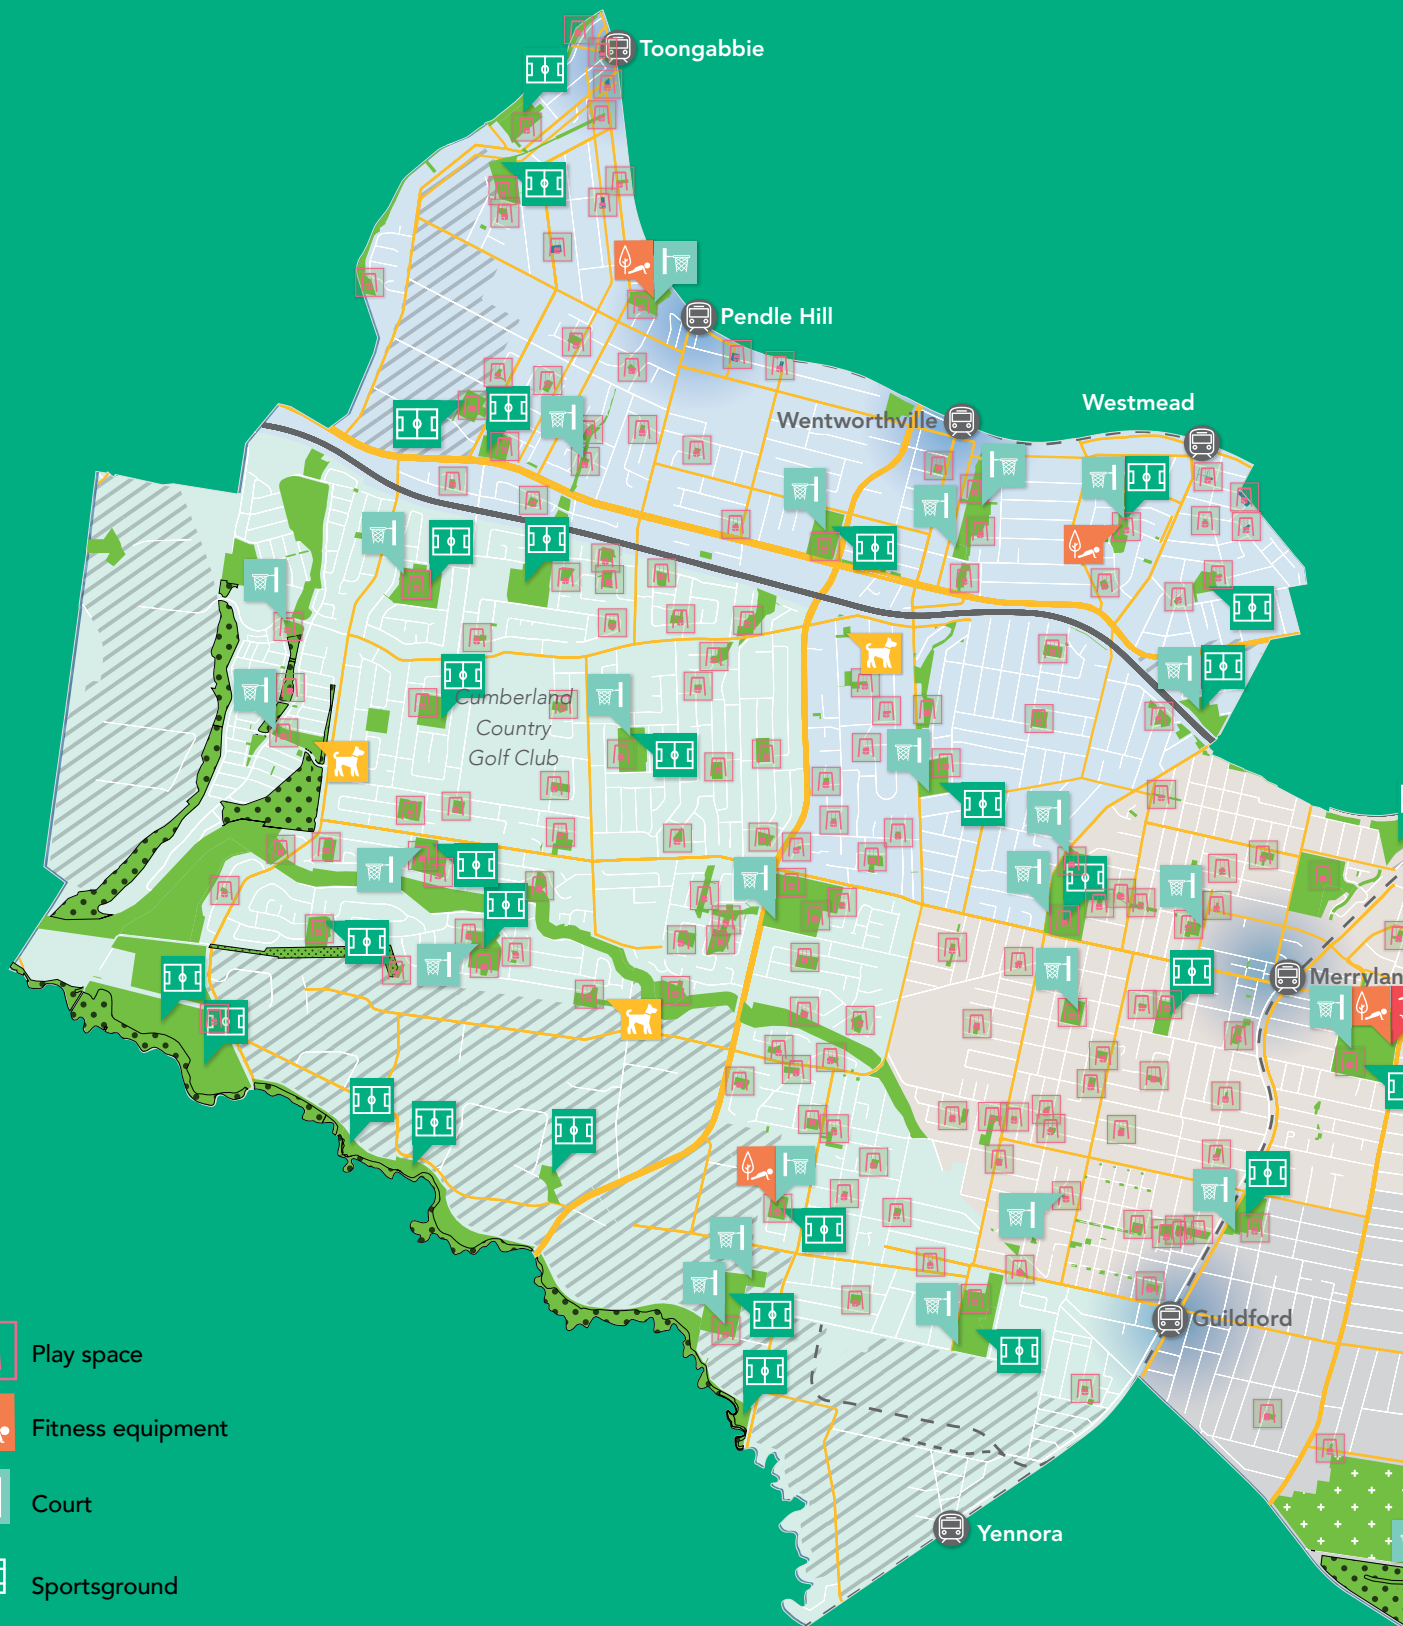 Toongabbie
Pendle Hill
Westmead
Wentworthville
Cumberland
Country
Golf Club
Merrylan
Guildford
Play space
Fitness equipment
Court
Sportsground
Yennora